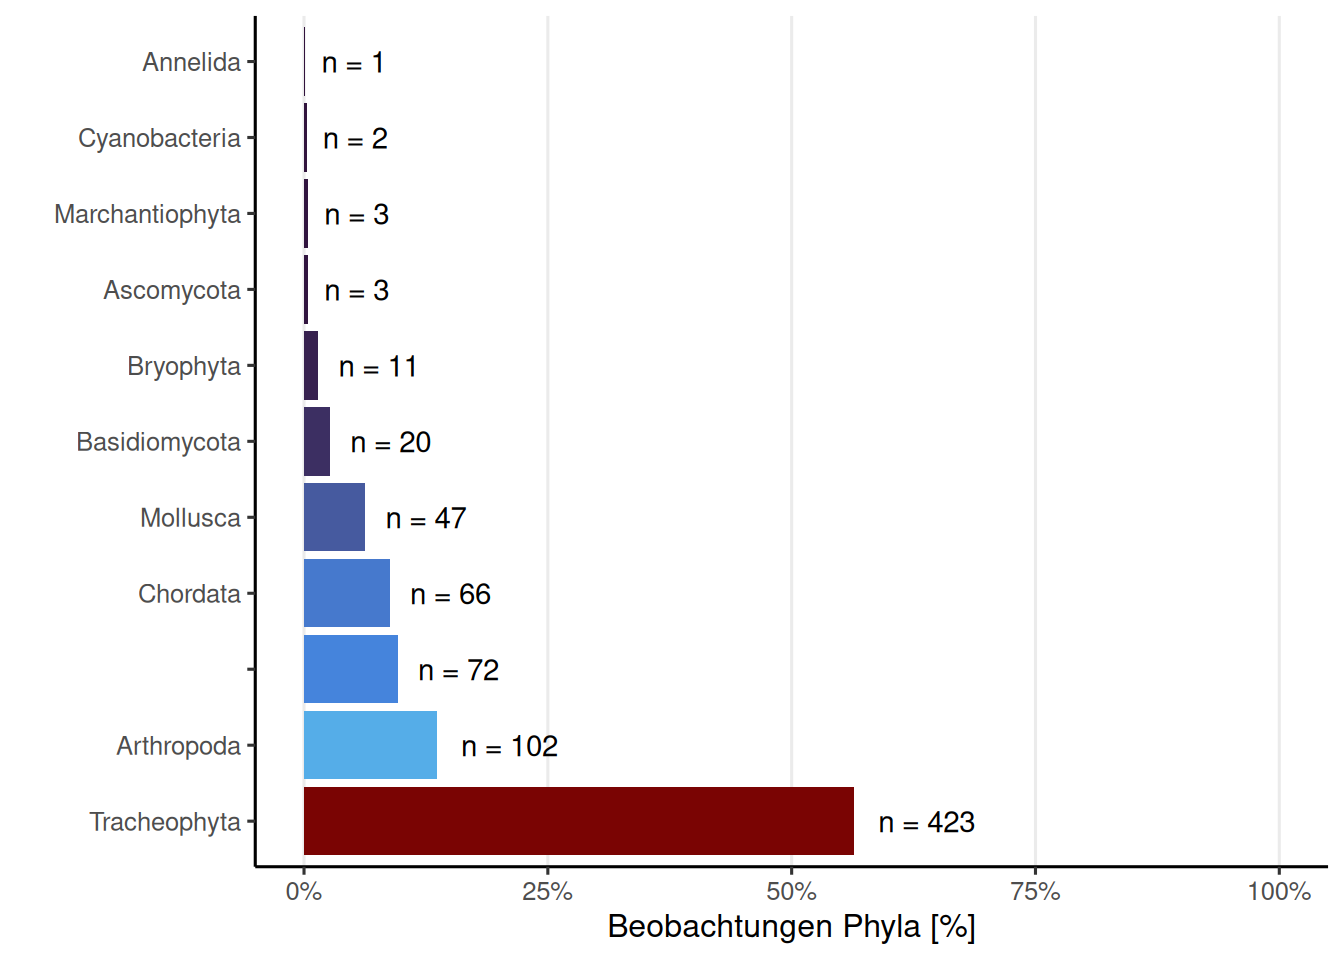 Annelida n = 1
Cyanobacteria n = 2
Marchantiophyta n = 3
Ascomycota n = 3
Bryophyta n = 11
Basidiomycota n = 20
Mollusca n = 47
Chordata n = 66
n = 72
Arthropoda n = 102
Tracheophyta n = 423
0% 25% 50% 75% 100%
Beobachtungen Phyla [%]